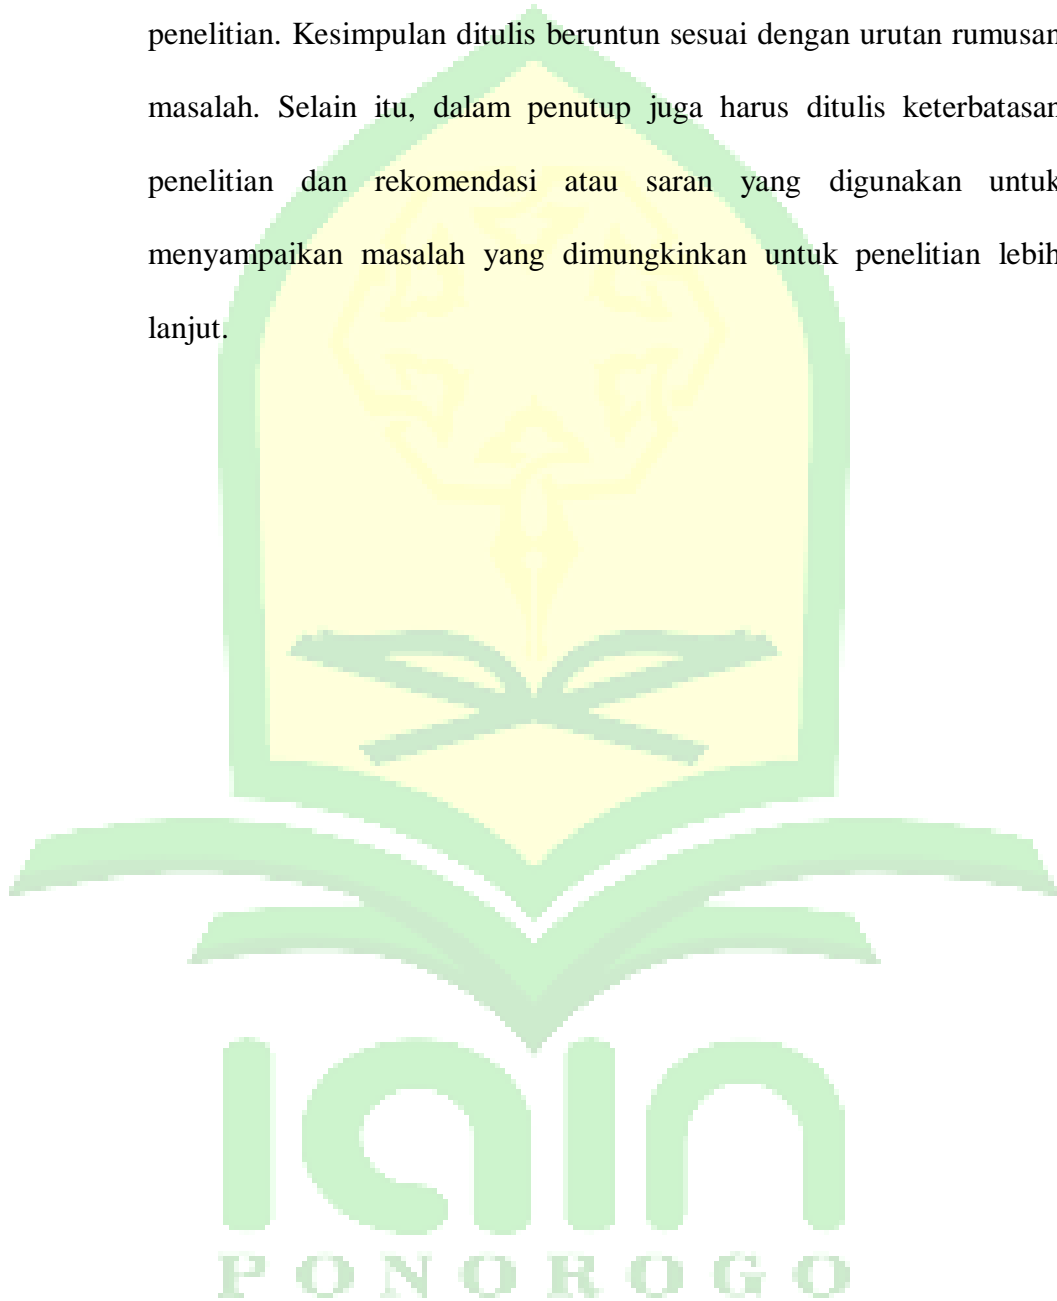 penelitian. Kesimpulan ditulis beruntun sesuai dengan urutan rumusan
masalah. Selain itu, dalam penutup juga harus ditulis keterbatasan
penelitian dan rekomendasi atau saran yang digunakan untuk
menyampaikan masalah yang dimungkinkan untuk penelitian lebih
lanjut.
iain
PONOROGO